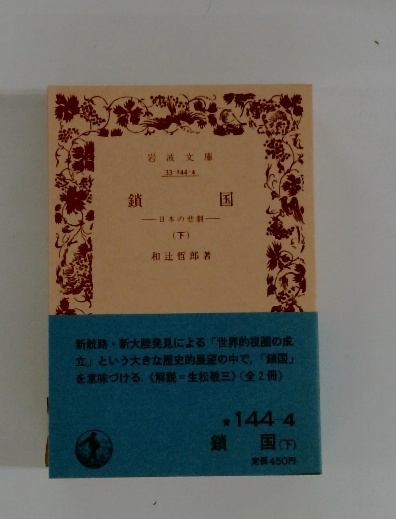 岩波文庫
33-144-4
鎖国
——日本の悲劇——
(下)
和辻哲郎著
新航路・新大陸発見による「世界的視圏の成
立」という大きな歴史的展望の中で,「鎖国」
を意味づける.《解説=生松敬三》(全2冊)
青144-4
鎖国(下)
定価450円